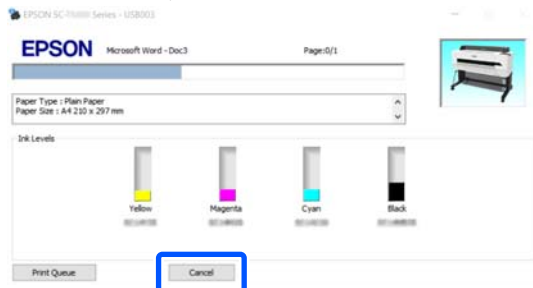 EPSON SC- Series - USB003
EPSON Microsoft Word - Doc3 Page:0/1
Paper Type : Plain Paper
Paper Size : A4 210 x 297 mm
Ink Levels
Yellow Magenta Cyan Black
Print Queue Cancel